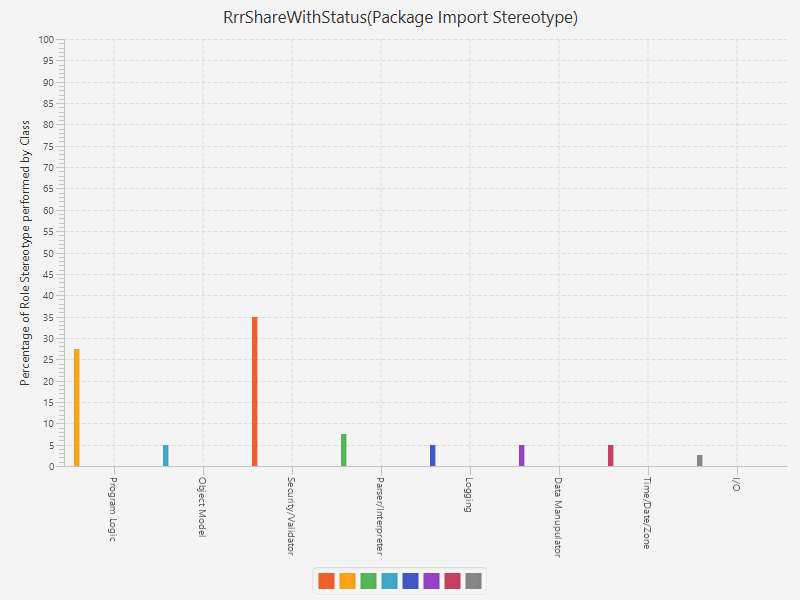 RrrShareWithStatus(Package Import Stereotype)
Percentage of Role Stereotype performed by Class
100
95
90
85
80
75
70
65
60
55
50
45
40
35
30
25
20
15
10
5
0
Program Logic
Object Model
Security/Validator
Parser/Interpreter
Logging
Data Manupulator
Time/Date/Zone
I/O